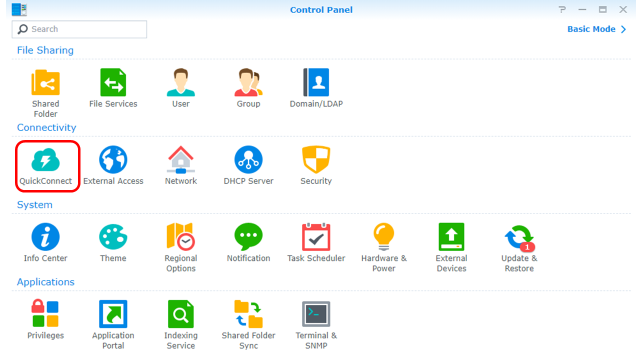 Control Panel
Search
Basic Mode
File Sharing
Shared
Folder
File Services
User
Group
Domain/LDAP
Connectivity
QuickConnect
External Access
Network
DHCP Server
Security
System
Info Center
Theme
Regional
Options
Notification
Task Scheduler
Hardware &
Power
External
Devices
1
Update &
Restore
Applications
Privileges
Application
Portal
Indexing
Service
Shared Folder
Sync
Terminal &
SNMP